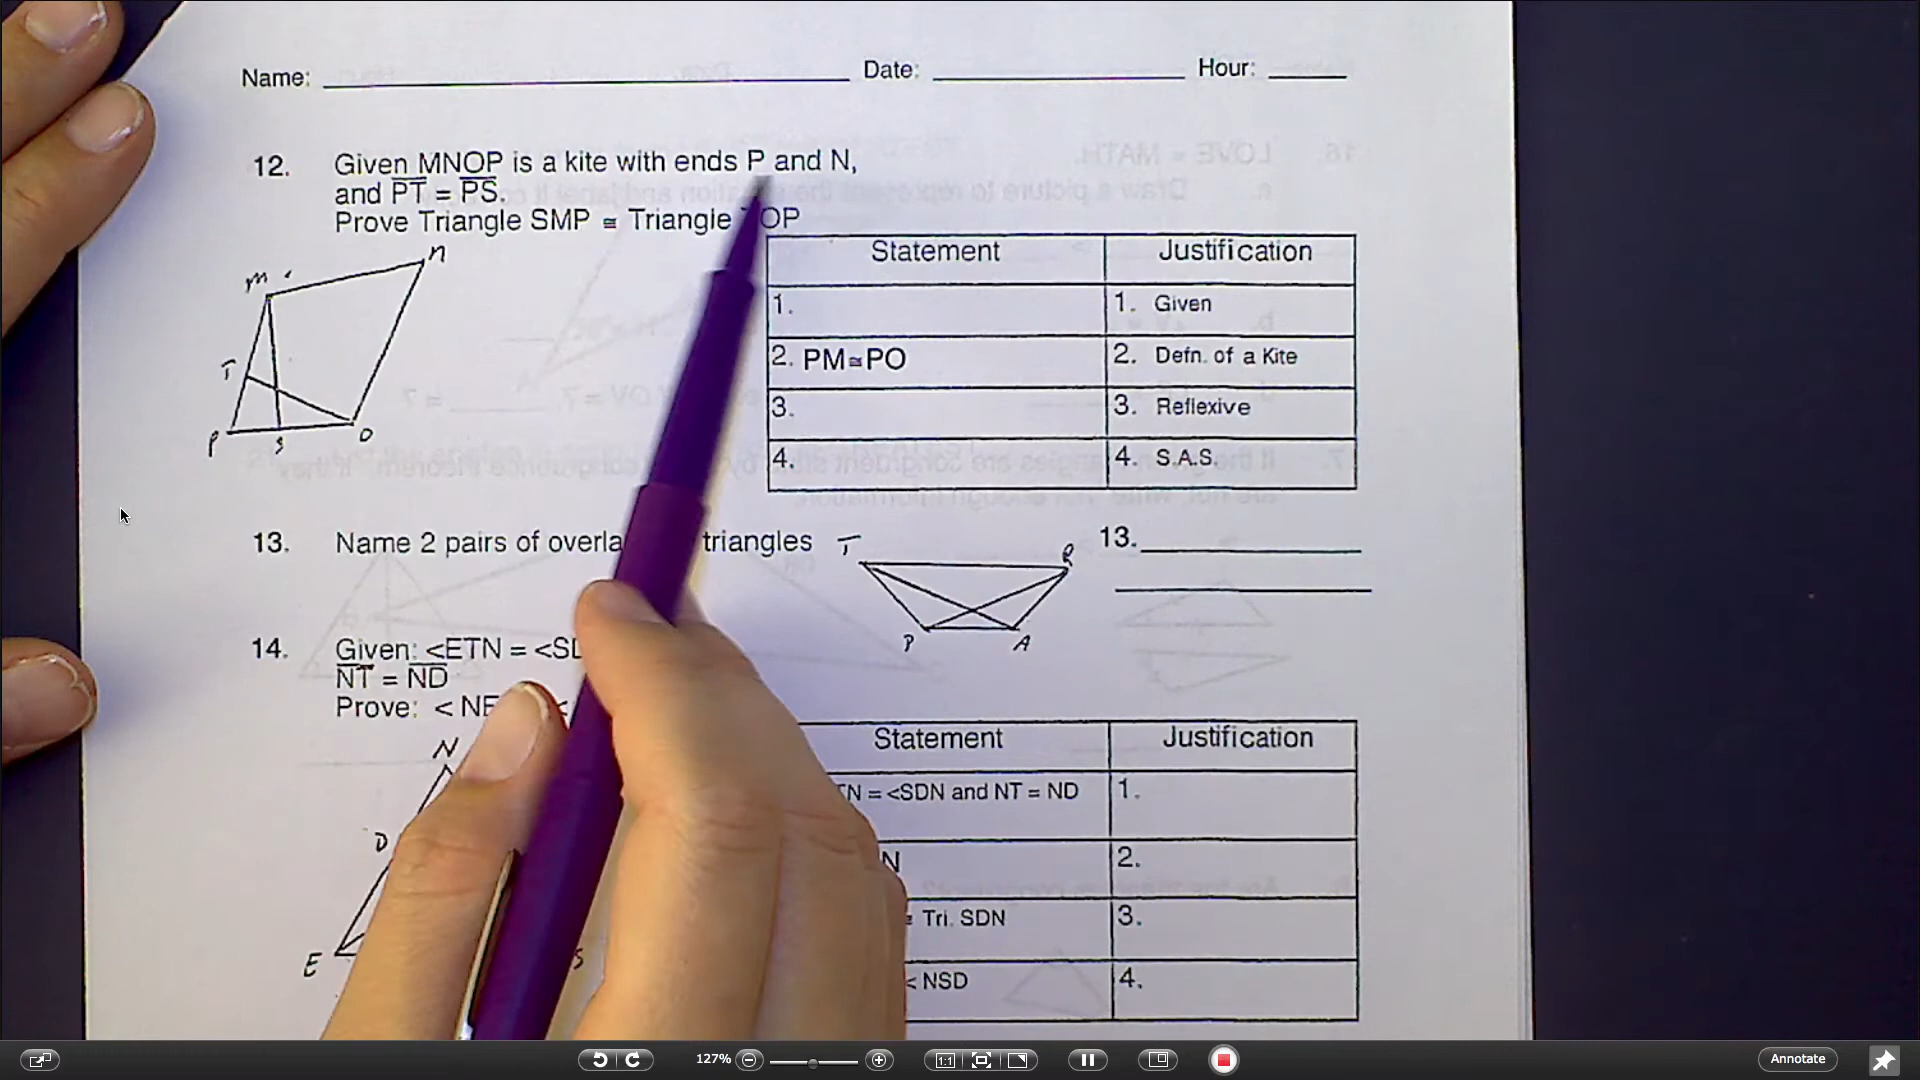 Name: Date: Hour:
12. Given MNOP is a kite with ends P and N,
and PT = PS.
Prove Triangle SMP ≅ Triangle OP
Statement Justification
1. 1. Given
2. PM≅PO 2. Defn. of a Kite
3. 3. Reflexive
4. 4. S.A.S.
M N
T
P S O
13. Name 2 pairs of triangles 13.
T R
P A
14. Given: <ETN =
NT = ND
Prove: <
N
D
E S
Statement Justification
= <SDN and NT = ND 1.
2.
Tri. SDN 3.
< NSD 4.
127%
1:1
Annotate